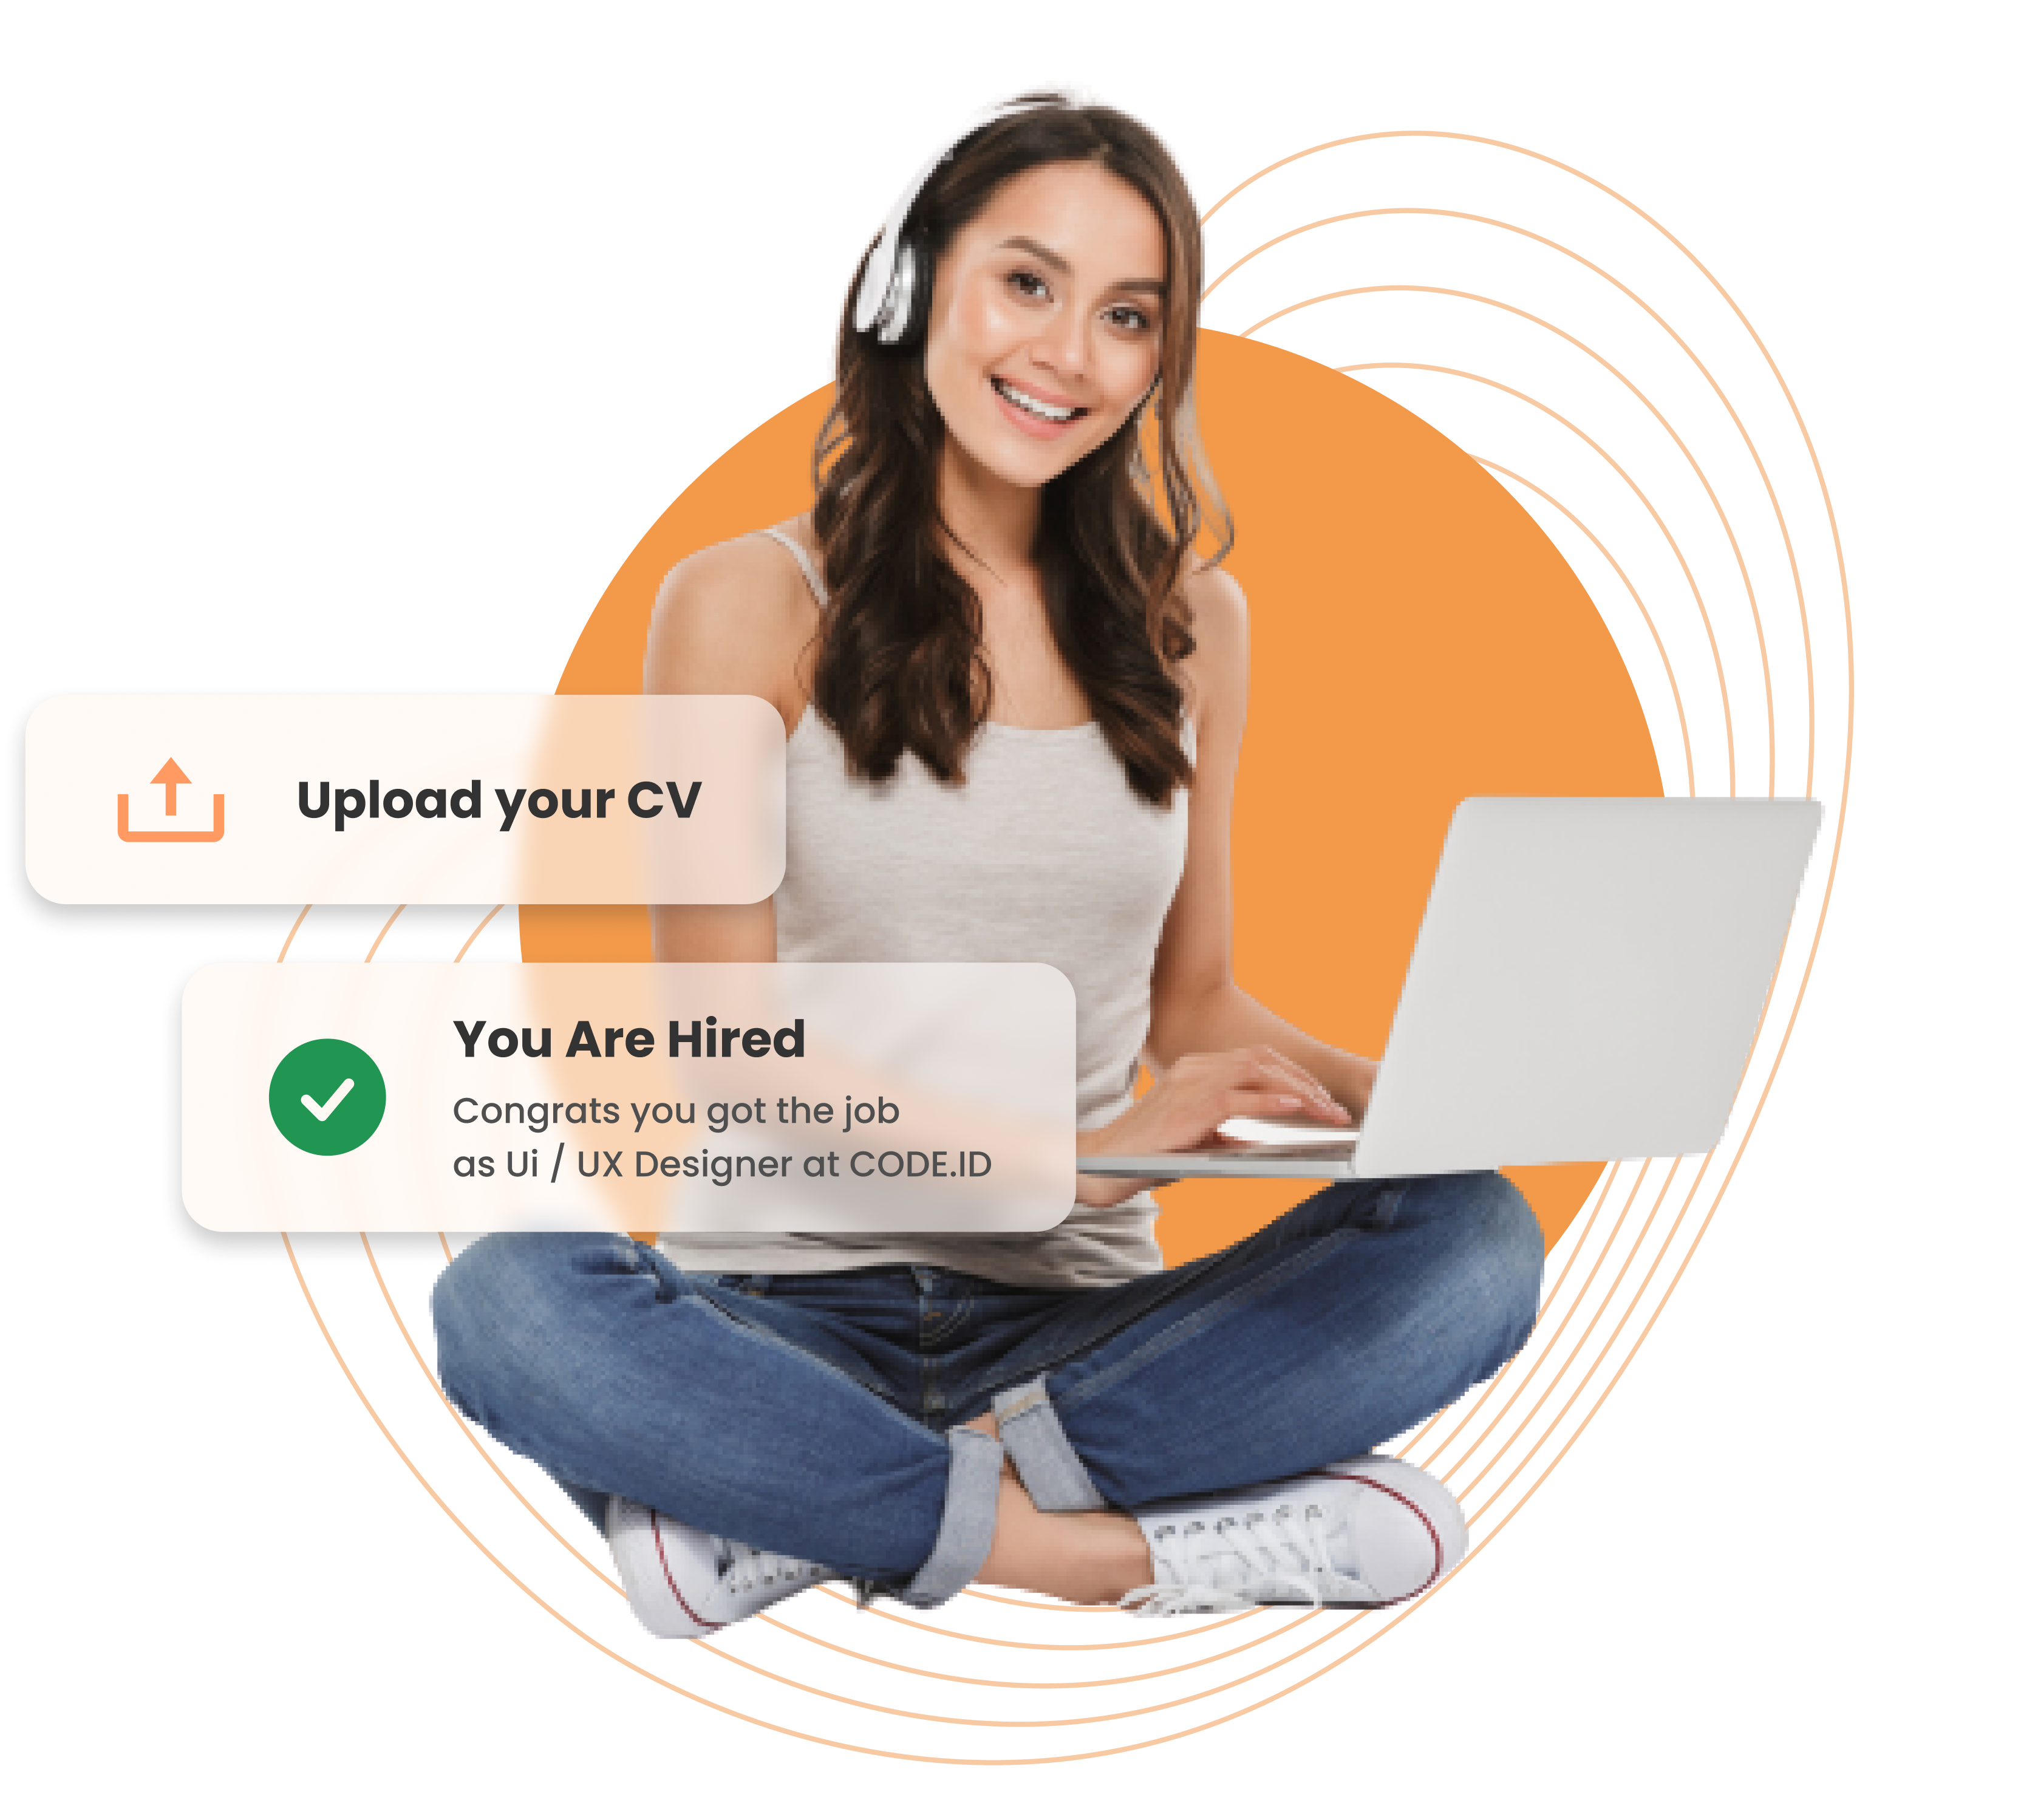 Upload your CV
You Are Hired
Congrats you got the job
as Ui / UX Designer at CODE.ID